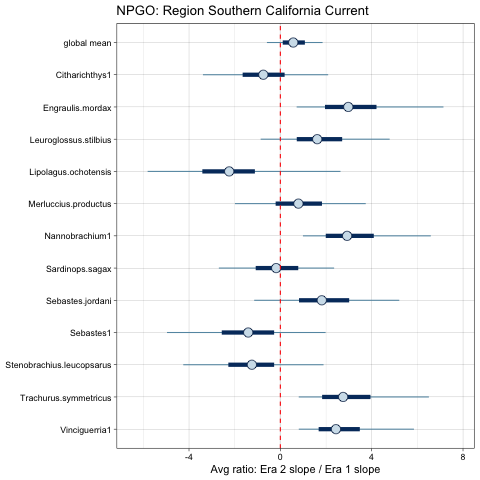 NPGO: Region Southern California Current
global mean
Citharichthys1
Engraulis.mordax
Leuroglossus.stilbius
Lipolagus.ochotensis
Merluccius.productus
Nannobrachium1
Sardinops.sagax
Sebastes.jordani
Sebastes1
Stenobrachius.leucopsarus
Trachurus.symmetricus
Vinciguerria1
-4 0 4 8
Avg ratio: Era 2 slope / Era 1 slope